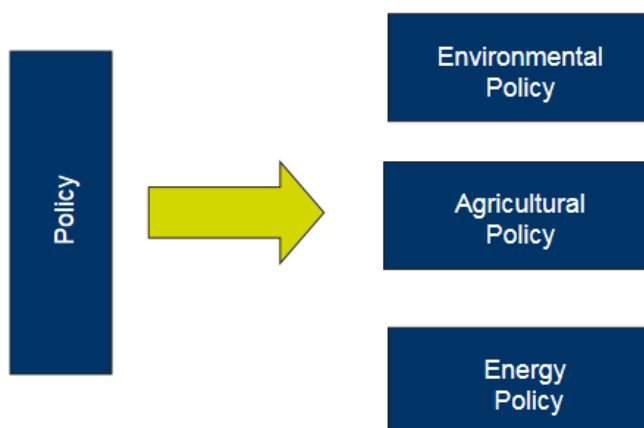 Policy
Environmental
Policy
Agricultural
Policy
Energy
Policy